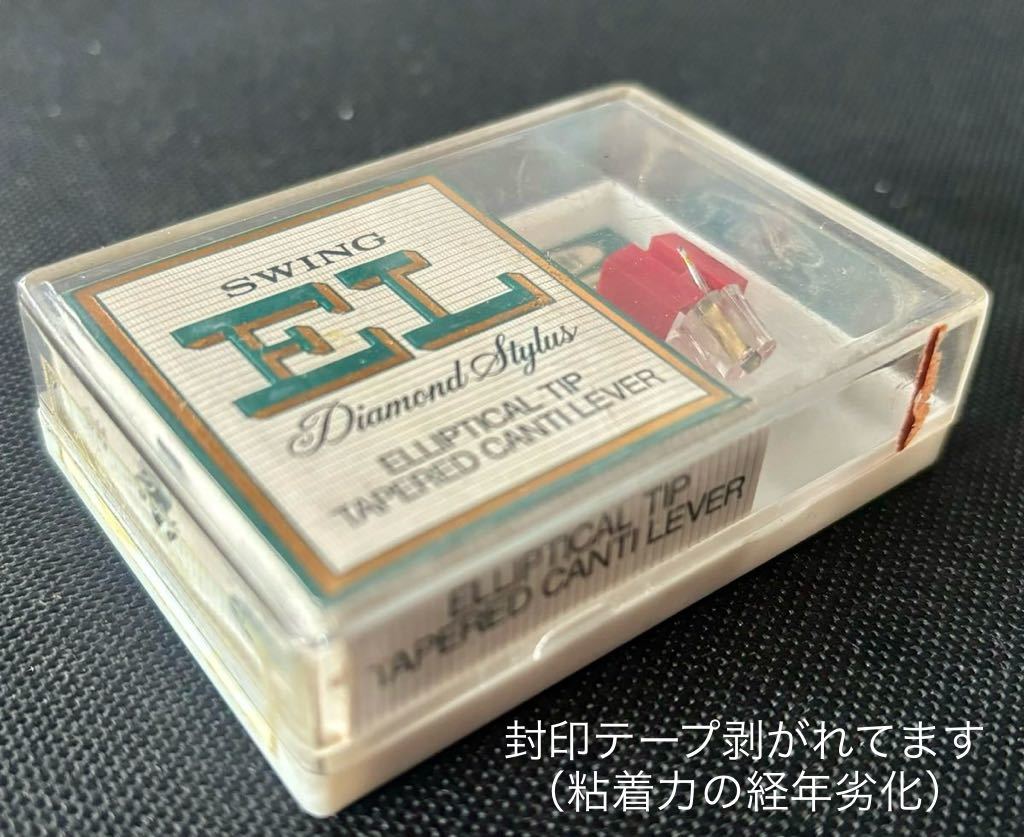 SWING
EL
Diamond Stylus
ELLIPTICAL TIP
TAPERED CANTI LEVER
ELLIPTICAL TIP
TAPERED CANTI LEVER
封印テープ剥がれてます
（粘着力の経年劣化）